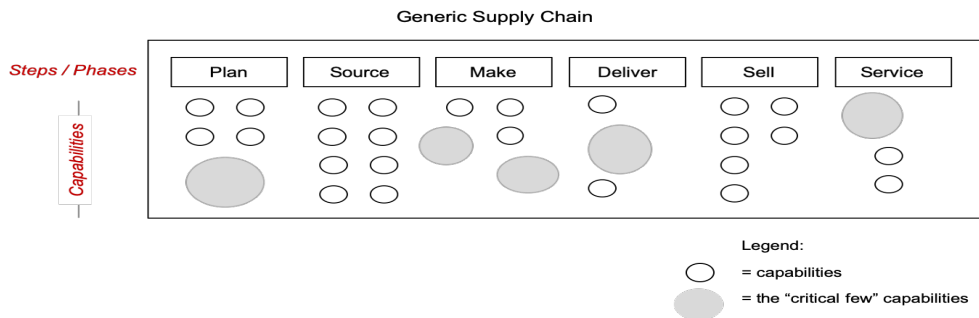 Generic Supply Chain
Steps / Phases
Plan
Source
Make
Deliver
Sell
Service
Capabilities
Legend:
= capabilities
= the “critical few” capabilities